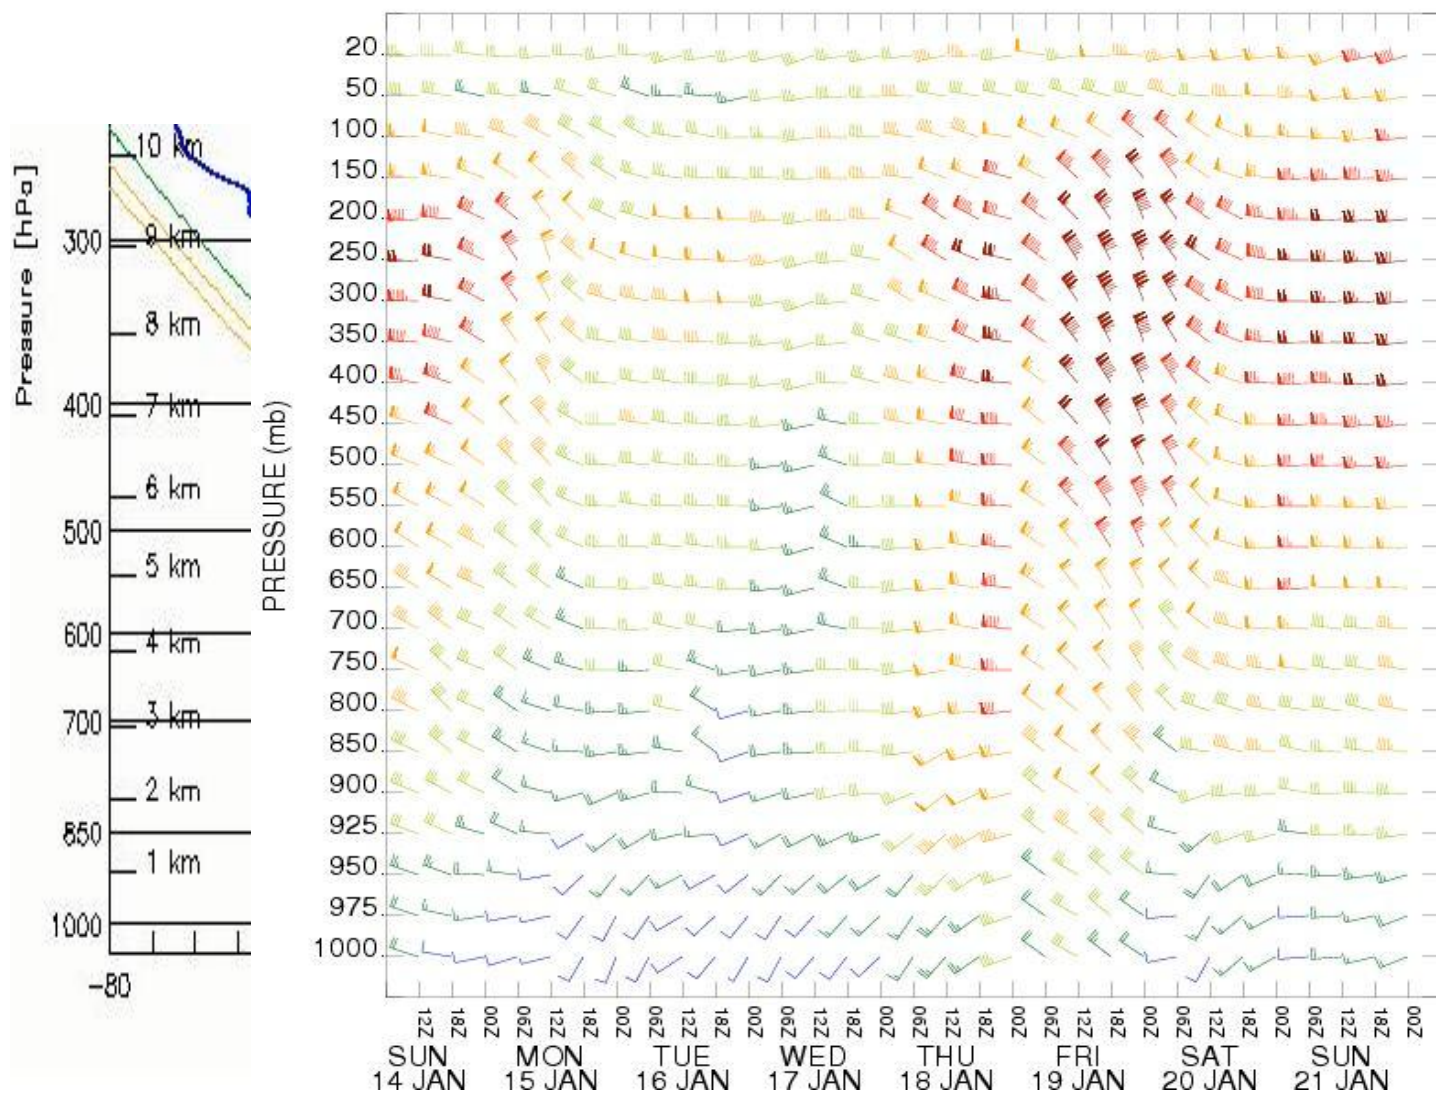 Pressure [hPa]
10 km
300
9 km
8 km
400
7 km
6 km
500
5 km
600
4 km
700
3 km
2 km
850
1 km
1000
-80
PRESSURE (mb)
20
50
100
150
200
250
300
350
400
450
500
550
600
650
700
750
800
850
900
925
950
975
1000
12Z 18Z 00Z 06Z 12Z 18Z 00Z 06Z 12Z 18Z 00Z 06Z 12Z 18Z 00Z 06Z 12Z 18Z 00Z 06Z 12Z 18Z 00Z 06Z 12Z 18Z 00Z 06Z 12Z 18Z 00Z
SUN MON TUE WED THU FRI SAT SUN
14 JAN 15 JAN 16 JAN 17 JAN 18 JAN 19 JAN 20 JAN 21 JAN